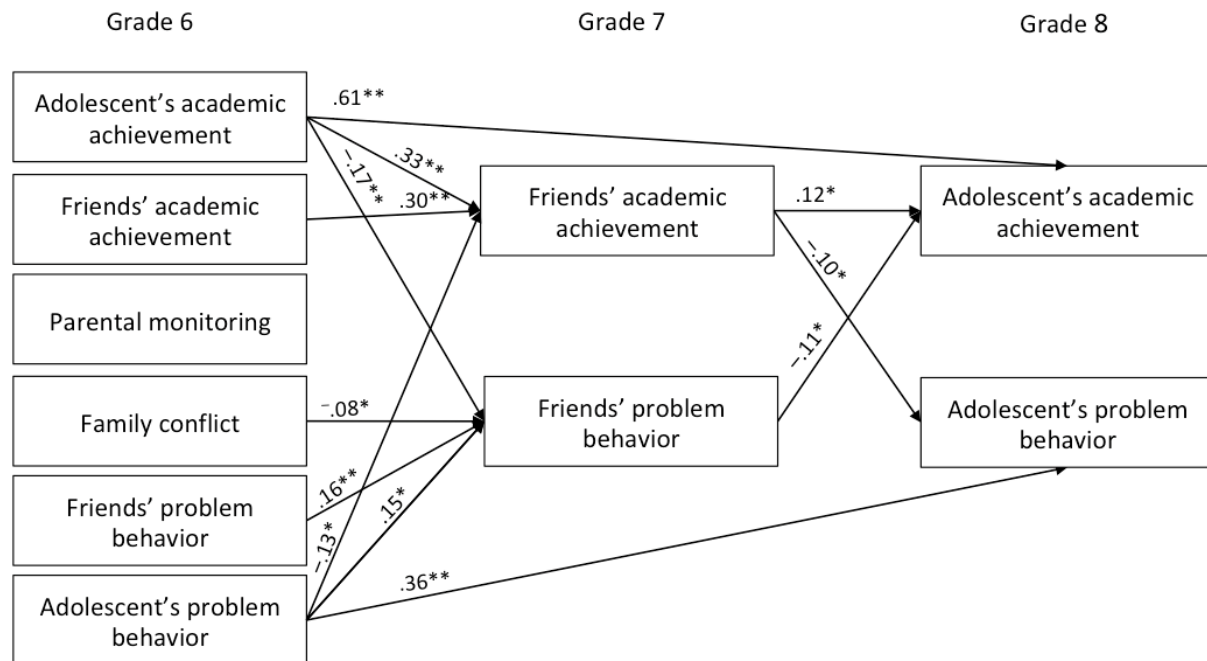 Grade 6
Grade 7
Grade 8
Adolescent’s academic
achievement
Friends’ academic
achievement
Parental monitoring
Family conflict
Friends’ problem
behavior
Adolescent’s problem
behavior
.61**
.33**
–.17**
.30**
–.08*
.16**
–.13*
.15*
.36**
Friends’ academic
achievement
Friends’ problem
behavior
.12*
–.10*
–.11*
Adolescent’s academic
achievement
Adolescent’s problem
behavior